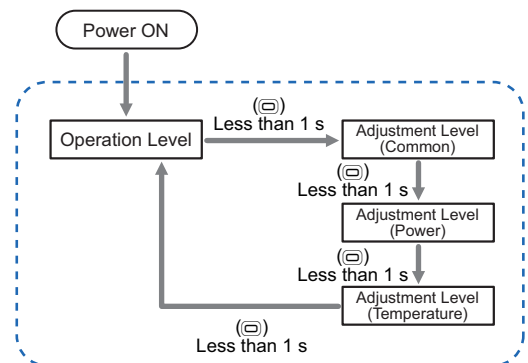 Power ON
Operation Level
(▭)
Less than 1 s
Adjustment Level
(Common)
(▭)
Less than 1 s
Adjustment Level
(Power)
(▭)
Less than 1 s
Adjustment Level
(Temperature)
(▭)
Less than 1 s